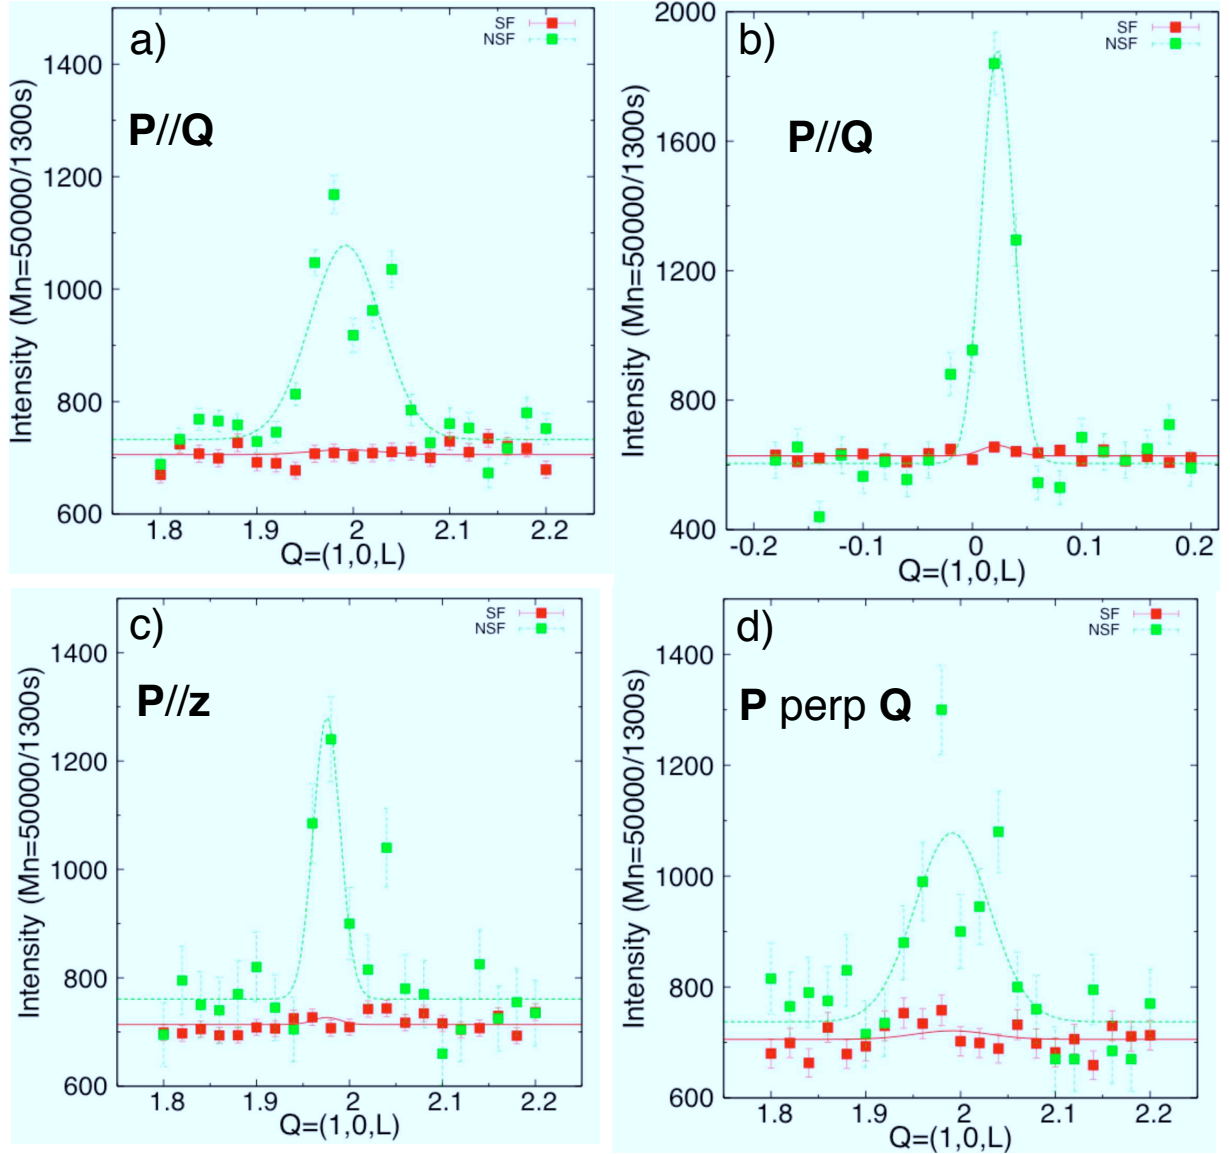 a)
SF
NSF
P//Q
Intensity (Mn=50000/1300s)
1400
1200
1000
800
600
1.8 1.9 2 2.1 2.2
Q=(1,0,L)
b)
SF
NSF
P//Q
Intensity (Mn=50000/1300s)
2000
1600
1200
800
400
-0.2 -0.1 0 0.1 0.2
Q=(1,0,L)
c)
SF
NSF
P//z
Intensity (Mn=50000/1300s)
1400
1200
1000
800
600
1.8 1.9 2 2.1 2.2
Q=(1,0,L)
d)
SF
NSF
P perp Q
Intensity (Mn=50000/1300s)
1400
1200
1000
800
600
1.8 1.9 2 2.1 2.2
Q=(1,0,L)